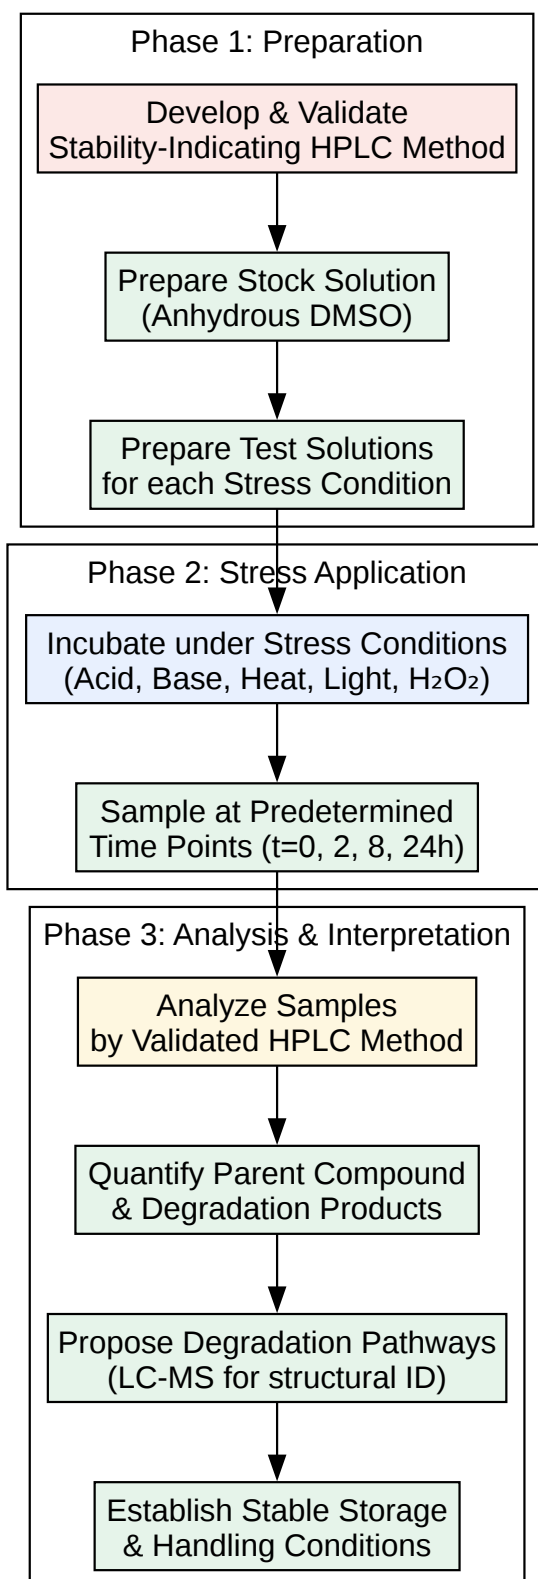 Phase 1: Preparation
Develop & Validate
Stability-Indicating HPLC Method
Prepare Stock Solution
(Anhydrous DMSO)
Prepare Test Solutions
for each Stress Condition
Phase 2: Stress Application
Incubate under Stress Conditions
(Acid, Base, Heat, Light, H₂O₂)
Sample at Predetermined
Time Points (t=0, 2, 8, 24h)
Phase 3: Analysis & Interpretation
Analyze Samples
by Validated HPLC Method
Quantify Parent Compound
& Degradation Products
Propose Degradation Pathways
(LC-MS for structural ID)
Establish Stable Storage
& Handling Conditions